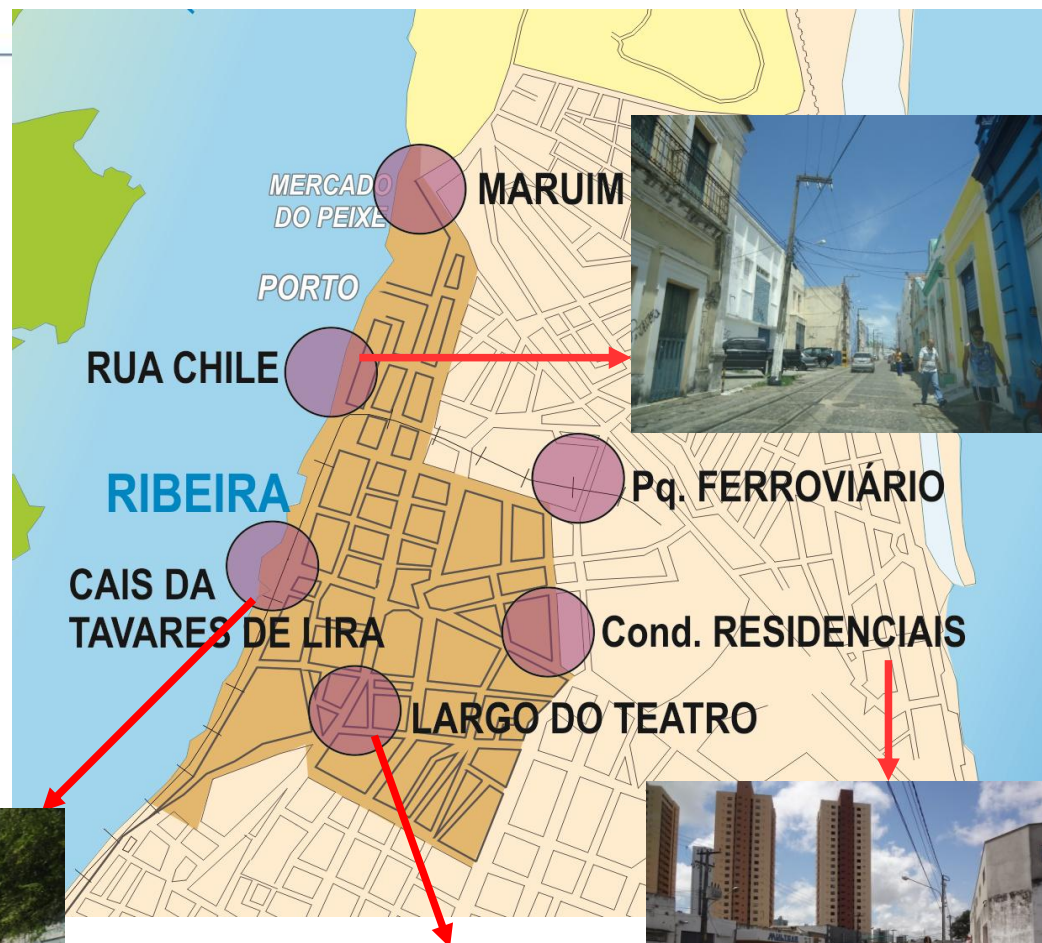 MERCADO
DO PEIXE
MARUIM
PORTO
RUA CHILE
RIBEIRA
Pq. FERROVIÁRIO
CAIS DA
TAVARES DE LIRA
Cond. RESIDENCIAIS
LARGO DO TEATRO